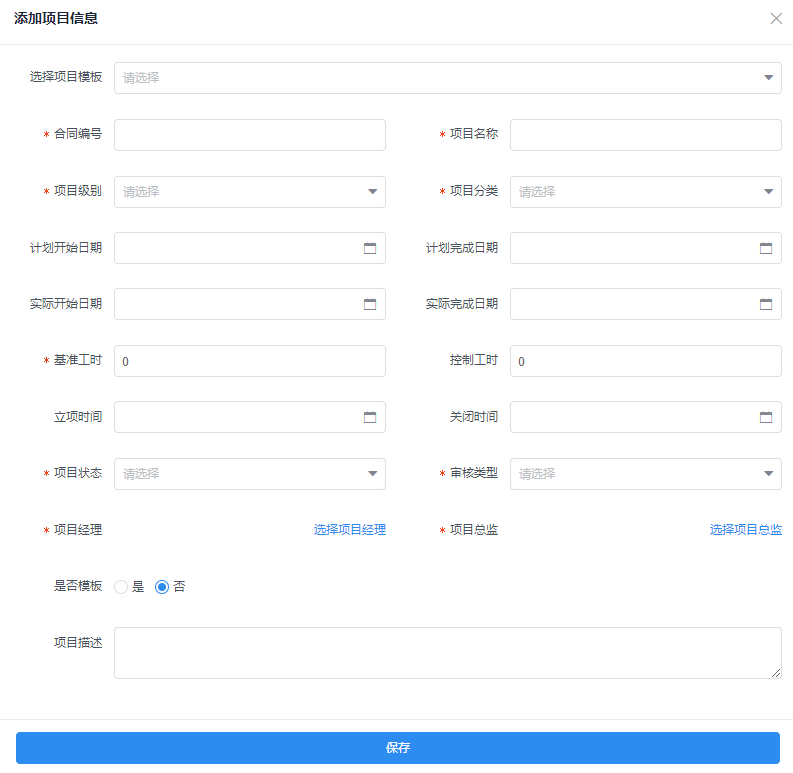 添加项目信息
选择项目模板 请选择
* 合同编号 * 项目名称
* 项目级别 请选择 * 项目分类 请选择
计划开始日期 计划完成日期
实际开始日期 实际完成日期
* 基准工时 0 控制工时 0
立项时间 关闭时间
* 项目状态 请选择 * 审核类型 请选择
* 项目经理 选择项目经理 * 项目总监 选择项目总监
是否模板 是 否
项目描述
保存